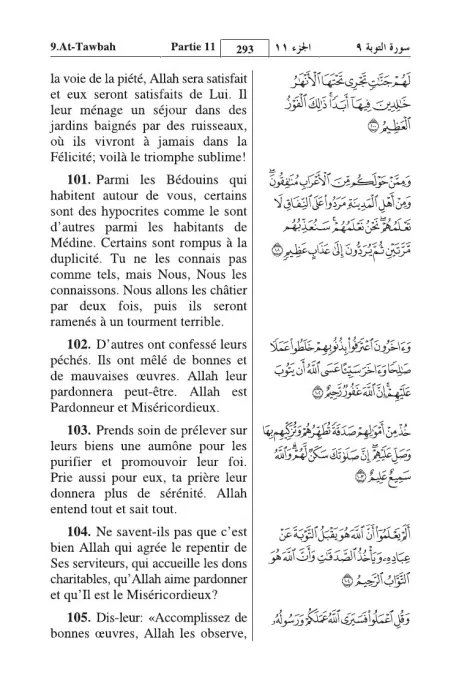 9.At-Tawbah Partie 11 293 الجزء ١١ سورة التوبة ٩
la voie de la piété, Allah sera satisfait
et eux seront satisfaits de Lui. Il
leur ménage un séjour dans des
jardins baignés par des ruisseaux,
où ils vivront à jamais dans la
Félicité; voilà le triomphe sublime!
101. Parmi les Bédouins qui
habitent autour de vous, certains
sont des hypocrites comme le sont
d’autres parmi les habitants de
Médine. Certains sont rompus à la
duplicité. Tu ne les connais pas
comme tels, mais Nous, Nous les
connaissons. Nous allons les châtier
par deux fois, puis ils seront
ramenés à un tourment terrible.
102. D’autres ont confessé leurs
péchés. Ils ont mêlé de bonnes et
de mauvaises œuvres. Allah leur
pardonnera peut-être. Allah est
Pardonneur et Miséricordieux.
103. Prends soin de prélever sur
leurs biens une aumône pour les
purifier et promouvoir leur foi.
Prie aussi pour eux, ta prière leur
donnera plus de sérénité. Allah
entend tout et sait tout.
104. Ne savent-ils pas que c’est
bien Allah qui agrée le repentir de
Ses serviteurs, qui accueille les dons
charitables, qu’Allah aime pardonner
et qu’Il est le Miséricordieux?
105. Dis-leur: «Accomplissez de
bonnes œuvres, Allah les observe,
لَهُمْ جَنَّٰتٍ تَجْرِى تَحْتَهَا ٱلْأَنْهَٰرُ
خَٰلِدِينَ فِيهَآ أَبَدًا ذَٰلِكَ ٱلْفَوْزُ
ٱلْعَظِيمُ ١٠٠
وَمِمَّنْ حَوْلَكُم مِّنَ ٱلْأَعْرَابِ مُنَٰفِقُونَ
وَمِنْ أَهْلِ ٱلْمَدِينَةِ مَرَدُوا۟ عَلَى ٱلنِّفَاقِ لَا
تَعْلَمُهُمْ نَحْنُ نَعْلَمُهُمْ سَنُعَذِّبُهُم
مَّرَّتَيْنِ ثُمَّ يُرَدُّونَ إِلَىٰ عَذَابٍ عَظِيمٍ ١٠١
وَءَاخَرُونَ ٱعْتَرَفُوا۟ بِذُنُوبِهِمْ خَلَطُوا۟ عَمَلًا
صَٰلِحًا وَءَاخَرَ سَيِّئًا عَسَى ٱللَّهُ أَن يَتُوبَ
عَلَيْهِمْ إِنَّ ٱللَّهَ غَفُورٌ رَّحِيمٌ ١٠٢
خُذْ مِنْ أَمْوَٰلِهِمْ صَدَقَةً تُطَهِّرُهُمْ وَتُزَكِّيهِم بِهَا
وَصَلِّ عَلَيْهِمْ إِنَّ صَلَوٰتَكَ سَكَنٌ لَّهُمْ وَٱللَّهُ
سَمِيعٌ عَلِيمٌ ١٠٣
أَلَمْ يَعْلَمُوٓا۟ أَنَّ ٱللَّهَ هُوَ يَقْبَلُ ٱلتَّوْبَةَ عَنْ
عِبَادِهِۦ وَيَأْخُذُ ٱلصَّدَقَٰتِ وَأَنَّ ٱللَّهَ هُوَ
ٱلتَّوَّابُ ٱلرَّحِيمُ ١٠٤
وَقُلِ ٱعْمَلُوا۟ فَسَيَرَى ٱللَّهُ عَمَلَكُمْ وَرَسُولُهُۥ